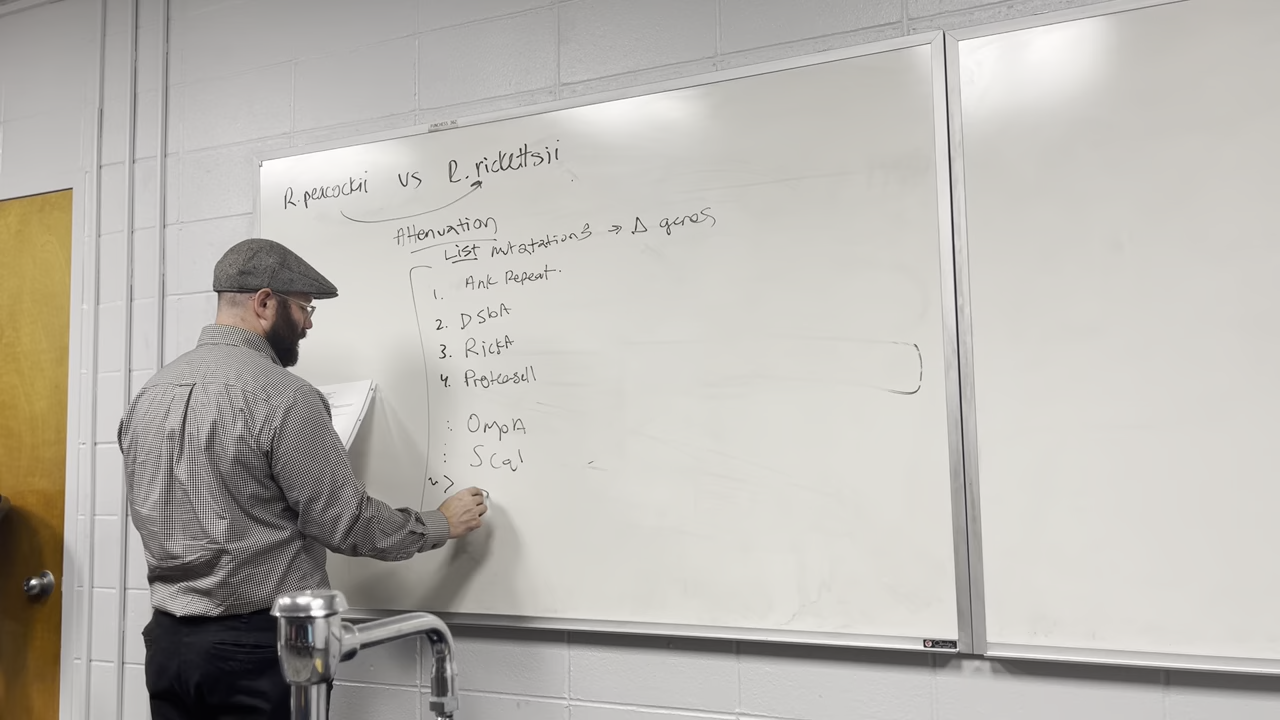 R. peacockii vs R. rickettsii
Attenuation
List mutations → Δ genes
1. Ank Repeat.
2. DsbA
3. RickA
4. Protease II
: OmpA
: Sca1